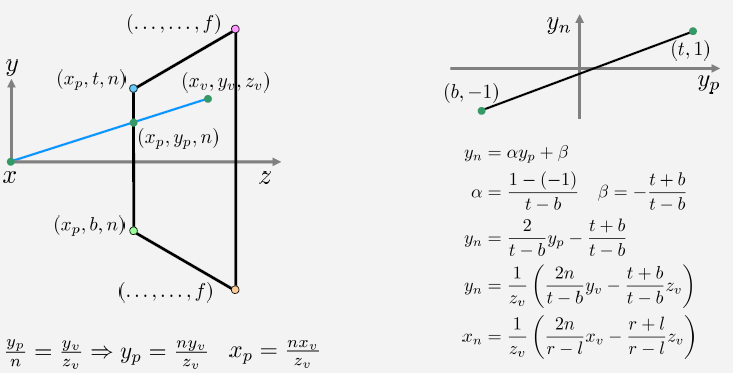 (. . . , . . . , f)
y
(x_p, t, n)
(x_v, y_v, z_v)
(x_p, y_p, n)
x
z
(x_p, b, n)
(. . . , . . . , f)
y_p/n = y_v/z_v ⇒ y_p = ny_v/z_v   x_p = nx_v/z_v
y_n
(t, 1)
y_p
(b, −1)
y_n = αy_p + β
α = (1 − (−1))/(t − b)   β = −(t + b)/(t − b)
y_n = 2/(t − b) y_p − (t + b)/(t − b)
y_n = 1/z_v (2n/(t − b) y_v − (t + b)/(t − b) z_v)
x_n = 1/z_v (2n/(r − l) x_v − (r + l)/(r − l) z_v)